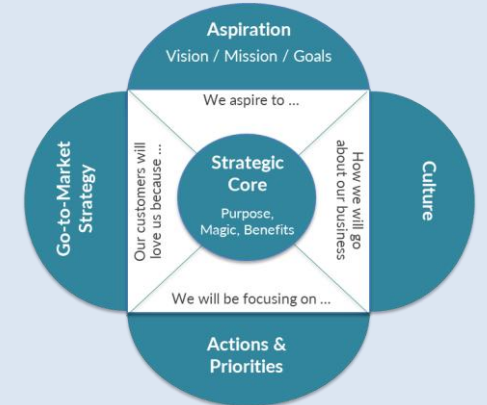 Aspiration
Vision / Mission / Goals
We aspire to ...
Go-to-Market
Strategy
Our customers will
love us because ...
Strategic
Core
Purpose,
Magic, Benefits
How we will go
about our business
Culture
We will be focusing on ...
Actions &
Priorities